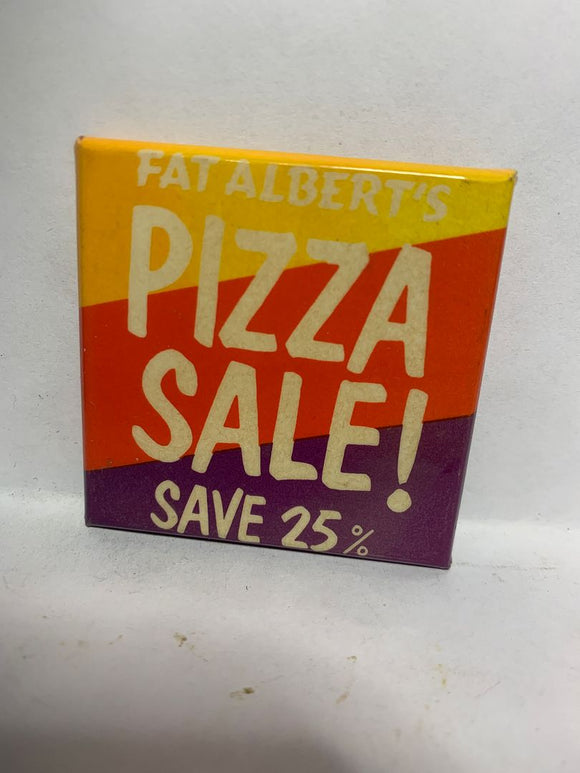 FAT ALBERT'S
PIZZA
SALE!
SAVE 25%